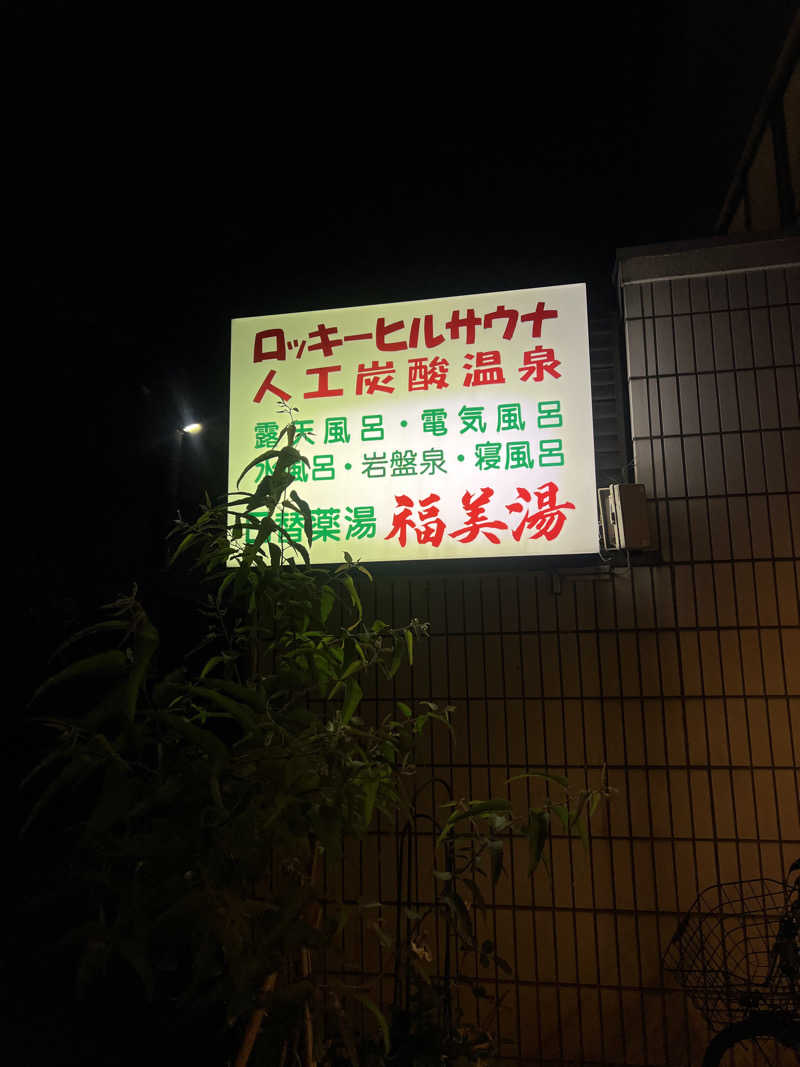 ロッキーヒルサウナ
人工炭酸温泉
露天風呂・電気風呂
水風呂・岩盤泉・寝風呂
日替薬湯 福美湯